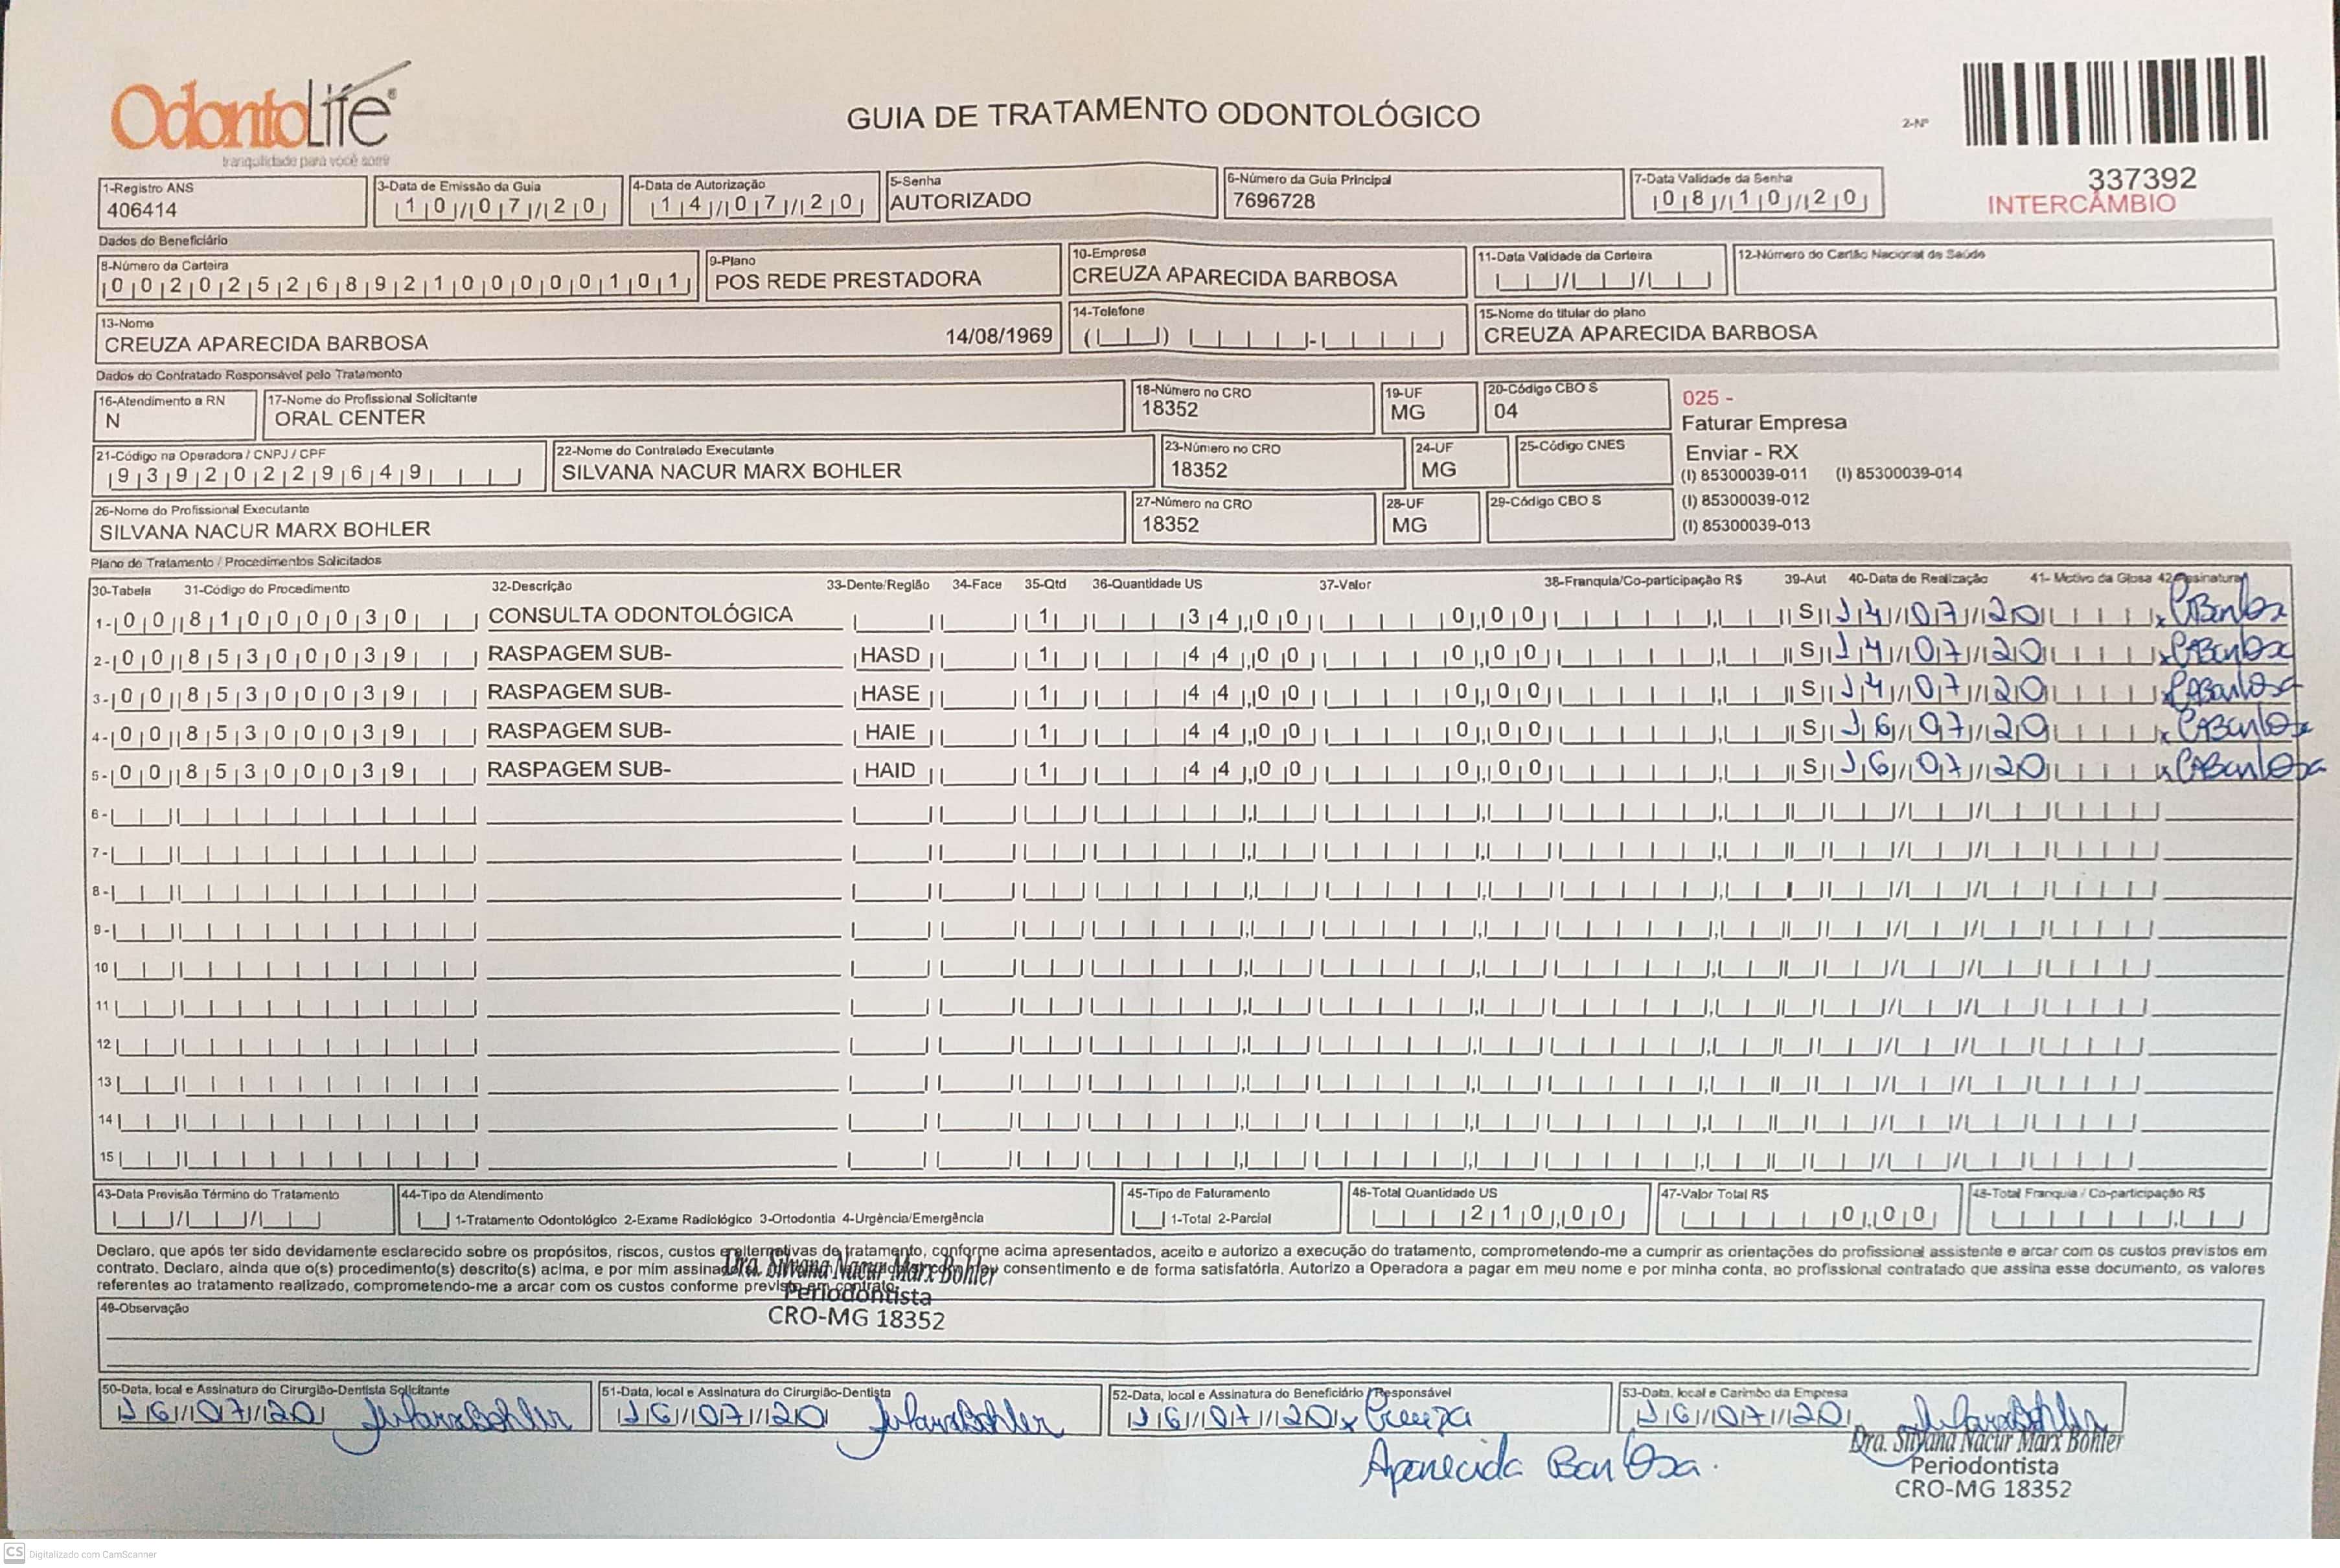 OdontoLife®
tranquilidade para você sorrir
GUIA DE TRATAMENTO ODONTOLÓGICO
2-Nº
337392
INTERCÂMBIO
1-Registro ANS
406414
3-Data de Emissão da Guia
10/07/20
4-Data de Autorização
14/07/20
5-Senha
AUTORIZADO
6-Número da Guia Principal
7696728
7-Data Validade da Senha
08/10/20
Dados do Beneficiário
8-Número da Carteira
00202526892100000101
9-Plano
POS REDE PRESTADORA
10-Empresa
CREUZA APARECIDA BARBOSA
11-Data Validade da Carteira
12-Número do Cartão Nacional de Saúde
13-Nome
CREUZA APARECIDA BARBOSA 14/08/1969
14-Telefone
15-Nome do titular do plano
CREUZA APARECIDA BARBOSA
Dados do Contratado Responsável pelo Tratamento
16-Atendimento a RN
N
17-Nome do Profissional Solicitante
ORAL CENTER
18-Número no CRO
18352
19-UF
MG
20-Código CBO S
04
025 -
Faturar Empresa
Enviar - RX
(I) 85300039-011 (I) 85300039-014
(I) 85300039-012
(I) 85300039-013
21-Código na Operadora / CNPJ / CPF
93920229649
22-Nome do Contratado Executante
SILVANA NACUR MARX BOHLER
23-Número no CRO
18352
24-UF
MG
25-Código CNES
26-Nome do Profissional Executante
SILVANA NACUR MARX BOHLER
27-Número no CRO
18352
28-UF
MG
29-Código CBO S
Plano de Tratamento / Procedimentos Solicitados
30-Tabela 31-Código do Procedimento 32-Descrição 33-Dente/Região 34-Face 35-Qtd 36-Quantidade US 37-Valor 38-Franquia/Co-participação R$ 39-Aut 40-Data de Realização 41- Motivo da Glosa 42-Assinatura
1- 00 81000030 CONSULTA ODONTOLÓGICA 1 34,00 0,00 S 14/07/20 x CABarbosa
2- 00 85300039 RASPAGEM SUB- HASD 1 44,00 0,00 S 14/07/20 x CABarbosa
3- 00 85300039 RASPAGEM SUB- HASE 1 44,00 0,00 S 14/07/20 x CABarbosa
4- 00 85300039 RASPAGEM SUB- HAIE 1 44,00 0,00 S 16/07/20 x CABarbosa
5- 00 85300039 RASPAGEM SUB- HAID 1 44,00 0,00 S 16/07/20 x CABarbosa
6-
7-
8-
9-
10
11
12
13
14
15
43-Data Previsão Término do Tratamento
44-Tipo de Atendimento
1-Tratamento Odontológico 2-Exame Radiológico 3-Ortodontia 4-Urgência/Emergência
45-Tipo de Faturamento
1-Total 2-Parcial
46-Total Quantidade US
210,00
47-Valor Total R$
0,00
48-Total Franquia / Co-participação R$
Declaro, que após ter sido devidamente esclarecido sobre os propósitos, riscos, custos e alternativas de tratamento, conforme acima apresentados, aceito e autorizo a execução do tratamento, comprometendo-me a cumprir as orientações do profissional assistente e arcar com os custos previstos em
contrato. Declaro, ainda que o(s) procedimento(s) descrito(s) acima, e por mim assinado consentimento e de forma satisfatória. Autorizo a Operadora a pagar em meu nome e por minha conta, ao profissional contratado que assina esse documento, os valores
referentes ao tratamento realizado, comprometendo-me a arcar com os custos conforme previsto em contrato.
Dra. Silvana Nacur Marx Bohler
Periodontista
CRO-MG 18352
49-Observação
50-Data, local e Assinatura do Cirurgião-Dentista Solicitante
16/07/20 SMarxBohler
51-Data, local e Assinatura do Cirurgião-Dentista
16/07/20 SMarxBohler
52-Data, local e Assinatura do Beneficiário / Responsável
16/07/20 x Creuza
Aparecida Barbosa.
53-Data, local e Carimbo da Empresa
16/07/20 SMarxBohler
Dra. Silvana Nacur Marx Bohler
Periodontista
CRO-MG 18352
CS Digitalizado com CamScanner